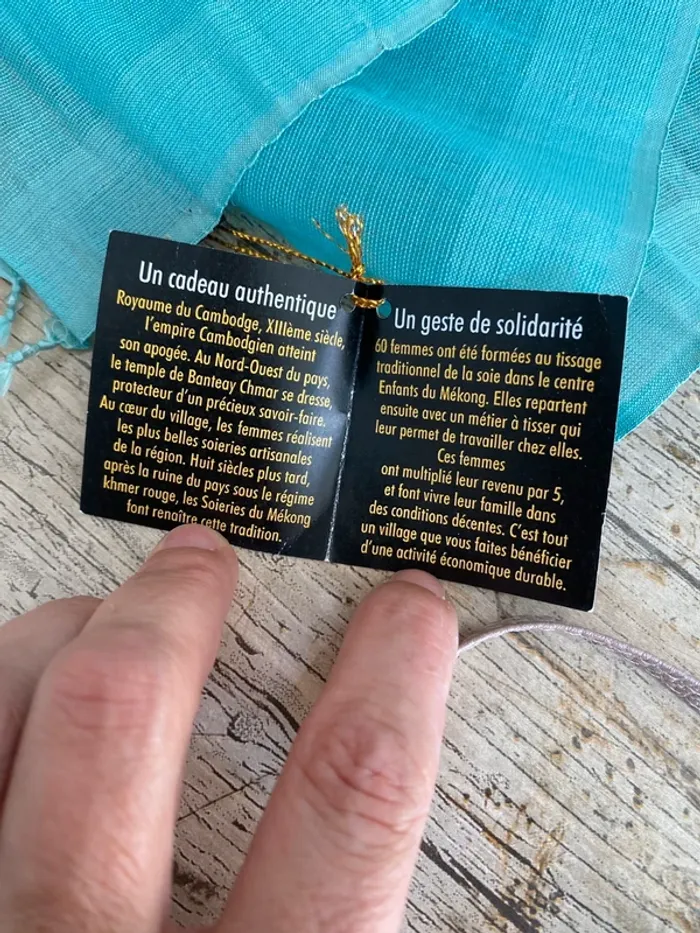 Un cadeau authentique
Royaume du Cambodge, XIIIème siècle,
l'empire Cambodgien atteint
son apogée. Au Nord-Ouest du pays,
le temple de Banteay Chmar se dresse,
protecteur d'un précieux savoir-faire.
Au cœur du village, les femmes réalisent
les plus belles soieries artisanales
de la région. Huit siècles plus tard,
après la ruine du pays sous le régime
khmer rouge, les Soieries du Mékong
font renaître cette tradition.
Un geste de solidarité
60 femmes ont été formées au tissage
traditionnel de la soie dans le centre
Enfants du Mékong. Elles repartent
ensuite avec un métier à tisser qui
leur permet de travailler chez elles.
Ces femmes
ont multiplié leur revenu par 5,
et font vivre leur famille dans
des conditions décentes. C'est tout
un village que vous faites bénéficier
d'une activité économique durable.